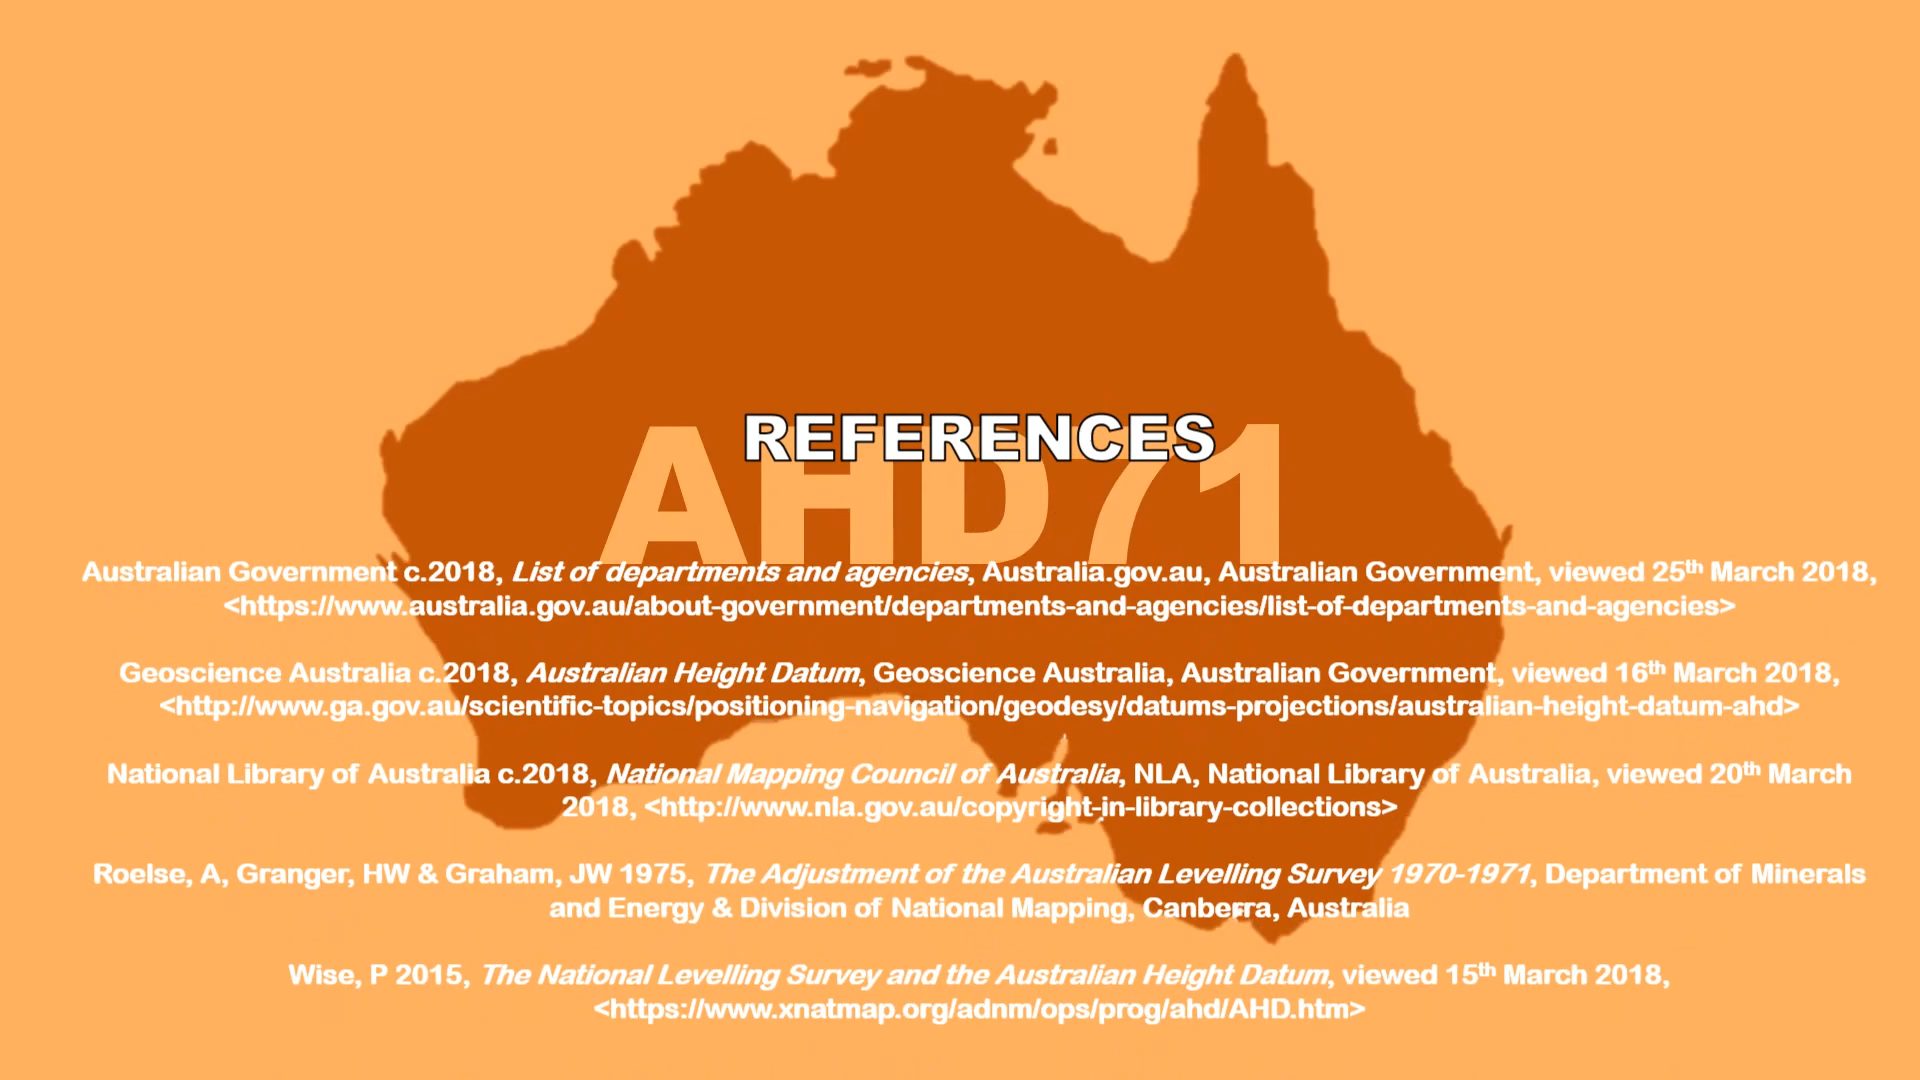 REFERENCES
AHD71
Australian Government c.2018, List of departments and agencies, Australia.gov.au, Australian Government, viewed 25th March 2018,
<https://www.australia.gov.au/about-government/departments-and-agencies/list-of-departments-and-agencies>
Geoscience Australia c.2018, Australian Height Datum, Geoscience Australia, Australian Government, viewed 16th March 2018,
<http://www.ga.gov.au/scientific-topics/positioning-navigation/geodesy/datums-projections/australian-height-datum-ahd>
National Library of Australia c.2018, National Mapping Council of Australia, NLA, National Library of Australia, viewed 20th March
2018, <http://www.nla.gov.au/copyright-in-library-collections>
Roelse, A, Granger, HW & Graham, JW 1975, The Adjustment of the Australian Levelling Survey 1970-1971, Department of Minerals
and Energy & Division of National Mapping, Canberra, Australia
Wise, P 2015, The National Levelling Survey and the Australian Height Datum, viewed 15th March 2018,
<https://www.xnatmap.org/adnm/ops/prog/ahd/AHD.htm>